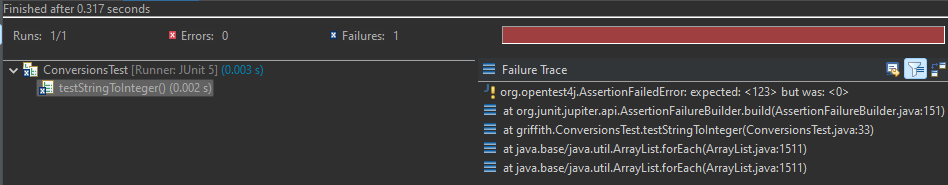 Finished after 0.317 seconds
Runs: 1/1 Errors: 0 Failures: 1
ConversionsTest [Runner: JUnit 5] (0.003 s)
testStringToInteger() (0.002 s)
Failure Trace
org.opentest4j.AssertionFailedError: expected: <123> but was: <0>
at org.junit.jupiter.api.AssertionFailureBuilder.build(AssertionFailureBuilder.java:151)
at griffith.ConversionsTest.testStringToInteger(ConversionsTest.java:33)
at java.base/java.util.ArrayList.forEach(ArrayList.java:1511)
at java.base/java.util.ArrayList.forEach(ArrayList.java:1511)